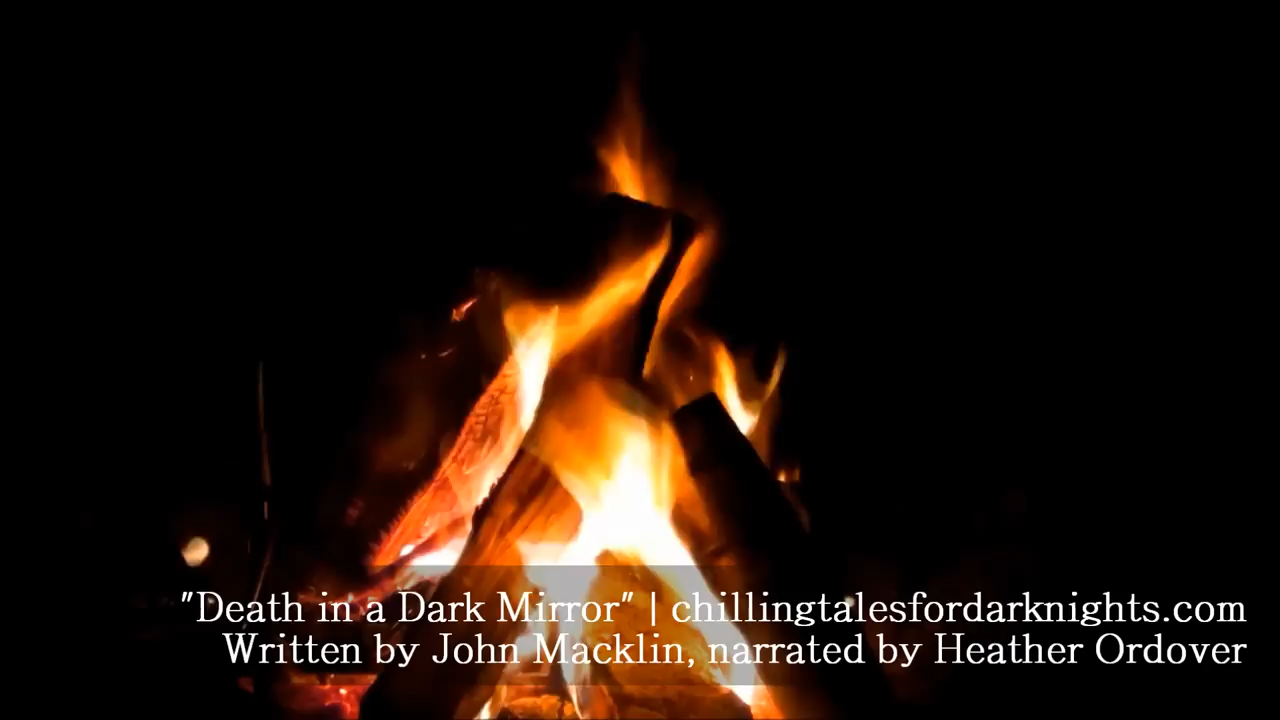 "Death in a Dark Mirror" | chillingtalesfordarknights.com
Written by John Macklin, narrated by Heather Ordover